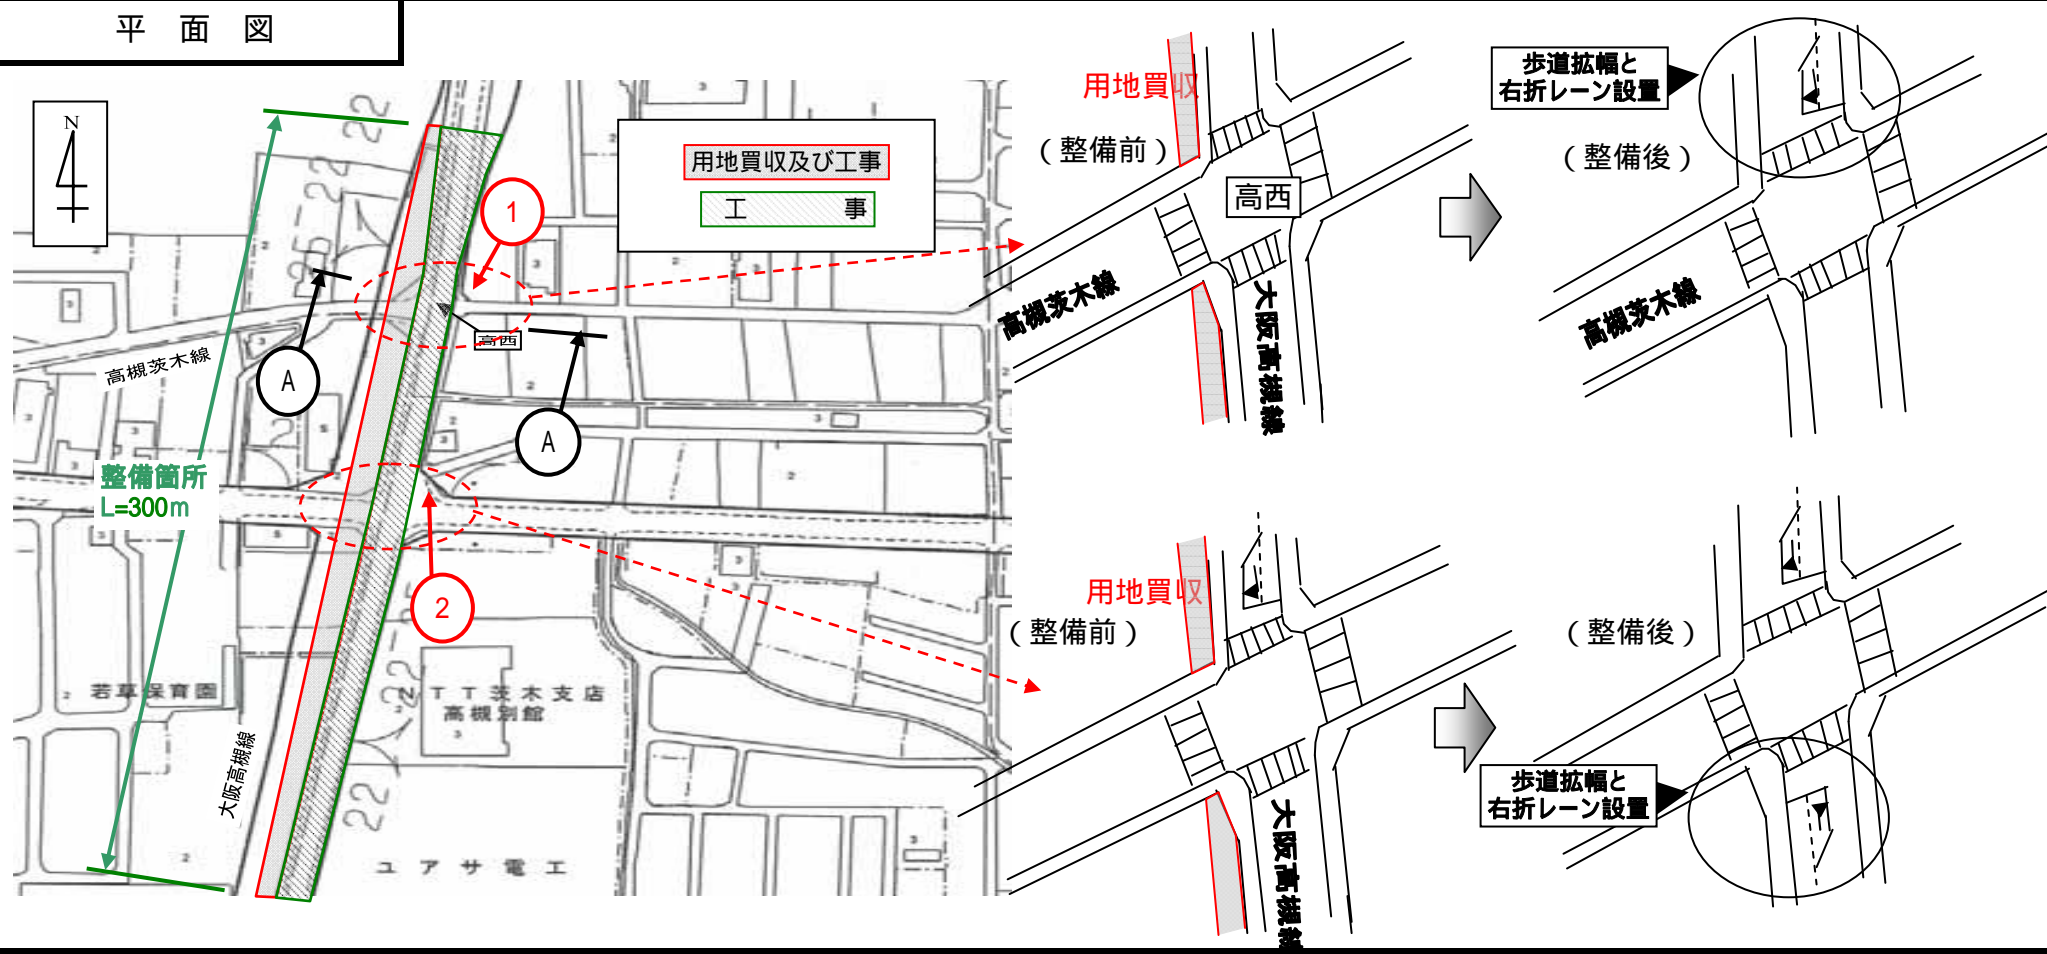 平面図
N
用地買収及び工事
工事
1
高西
A
A
高槻茨木線
整備箇所
L=300m
2
若草保育園
NTT茨木支店
高槻別館
大阪高槻線
ユアサ電工
22
22
22
22
用地買収
(整備前)
高西
高槻茨木線
大阪高槻線
歩道拡幅と
右折レーン設置
(整備後)
高槻茨木線
用地買収
(整備前)
大阪高槻線
(整備後)
歩道拡幅と
右折レーン設置